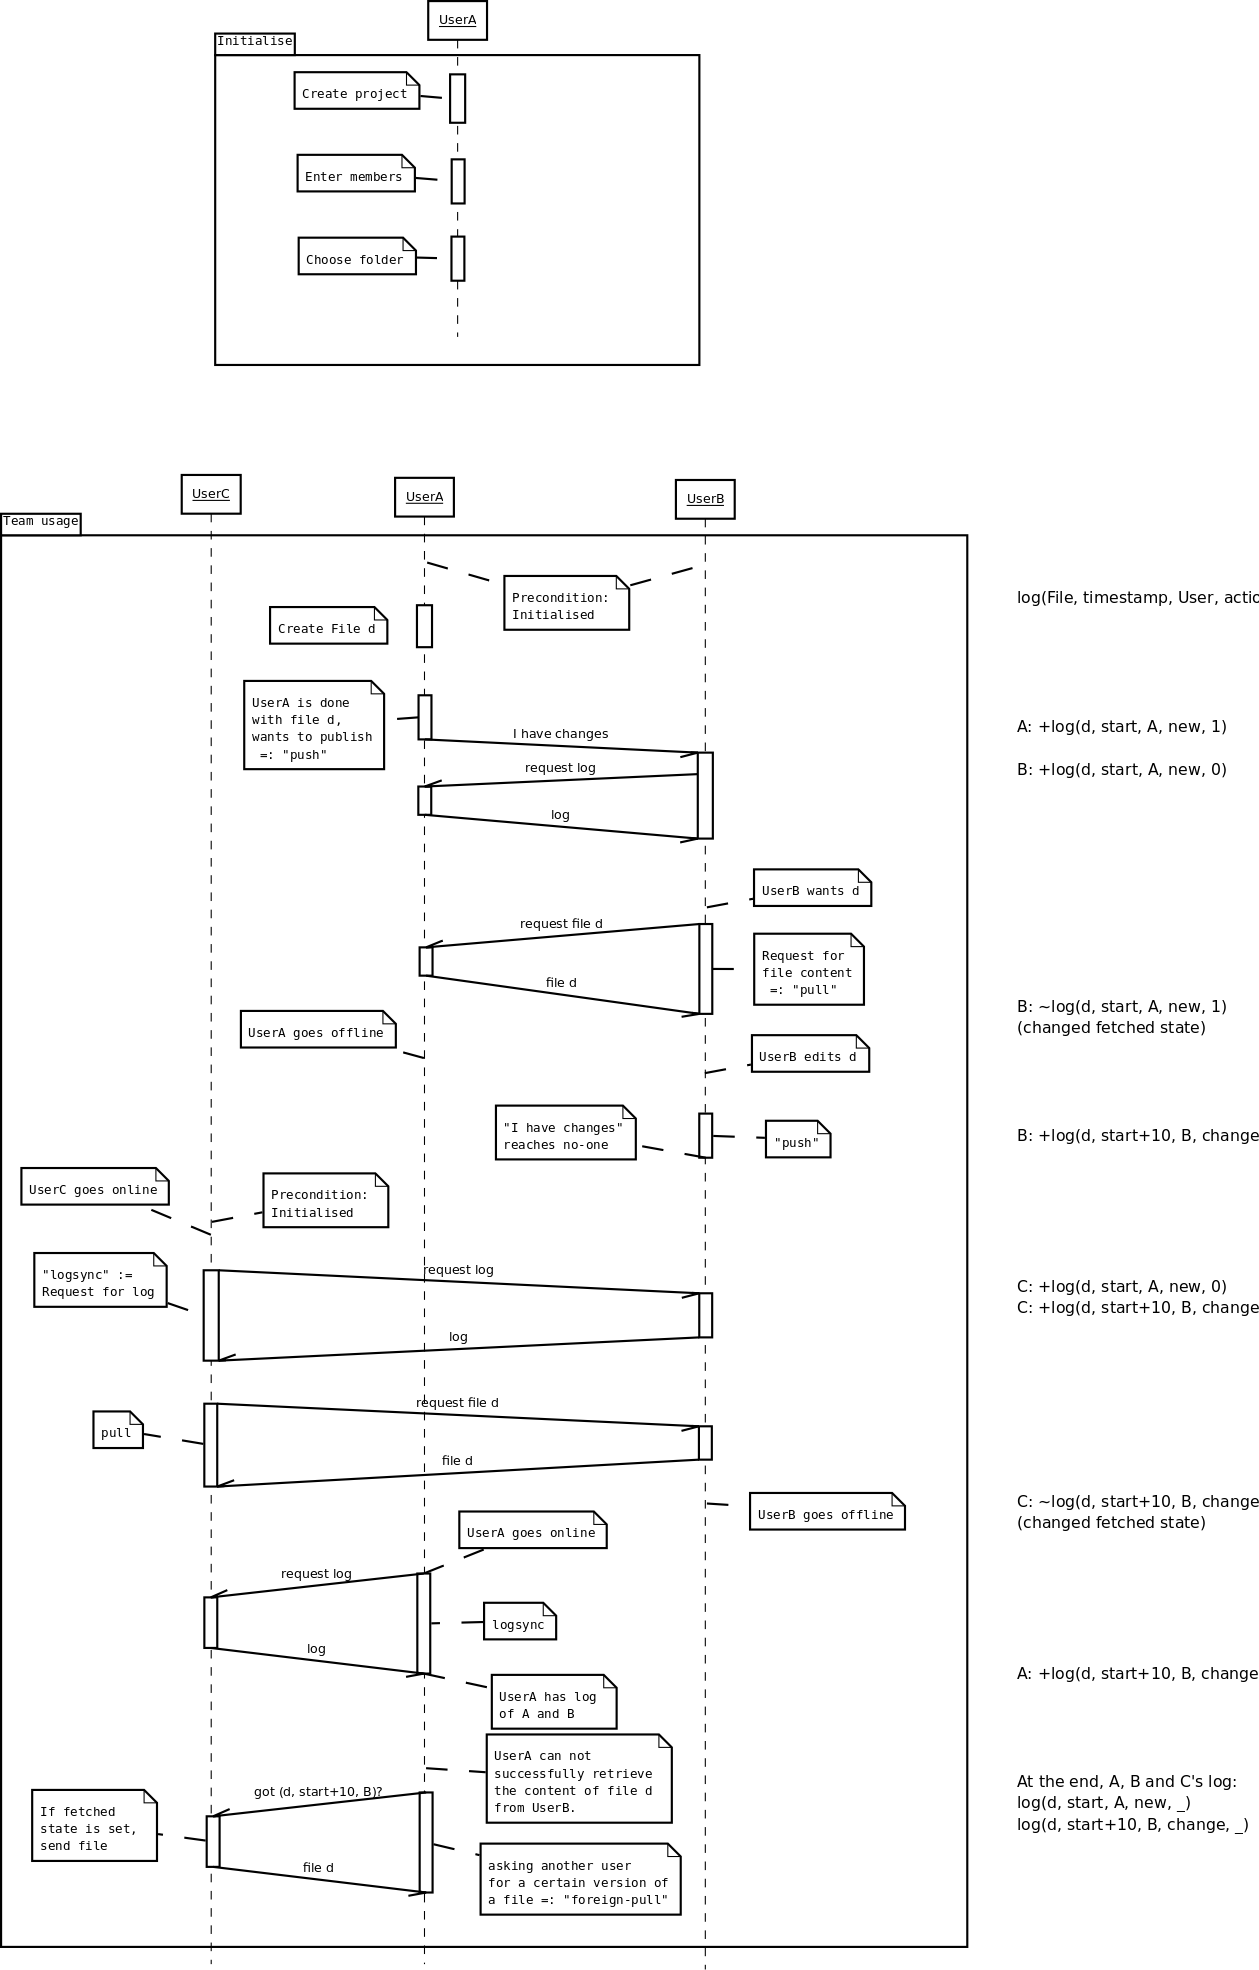 UserA
Initialise
Create project
Enter members
Choose folder
UserC
UserA
UserB
Team usage
Precondition:
Initialised
log(File, timestamp, User, actio
Create File d
UserA is done
with file d,
wants to publish
=: "push"
I have changes
A: +log(d, start, A, new, 1)
request log
B: +log(d, start, A, new, 0)
log
UserB wants d
request file d
Request for
file content
=: "pull"
file d
B: ~log(d, start, A, new, 1)
(changed fetched state)
UserA goes offline
UserB edits d
"I have changes"
reaches no-one
"push"
B: +log(d, start+10, B, change
UserC goes online
Precondition:
Initialised
"logsync" :=
Request for log
request log
C: +log(d, start, A, new, 0)
C: +log(d, start+10, B, change
log
request file d
pull
file d
UserB goes offline
C: ~log(d, start+10, B, change
(changed fetched state)
UserA goes online
request log
logsync
log
A: +log(d, start+10, B, change
UserA has log
of A and B
UserA can not
successfully retrieve
the content of file d
from UserB.
got (d, start+10, B)?
At the end, A, B and C's log:
log(d, start, A, new, _)
log(d, start+10, B, change, _)
If fetched
state is set,
send file
file d
asking another user
for a certain version of
a file =: "foreign-pull"